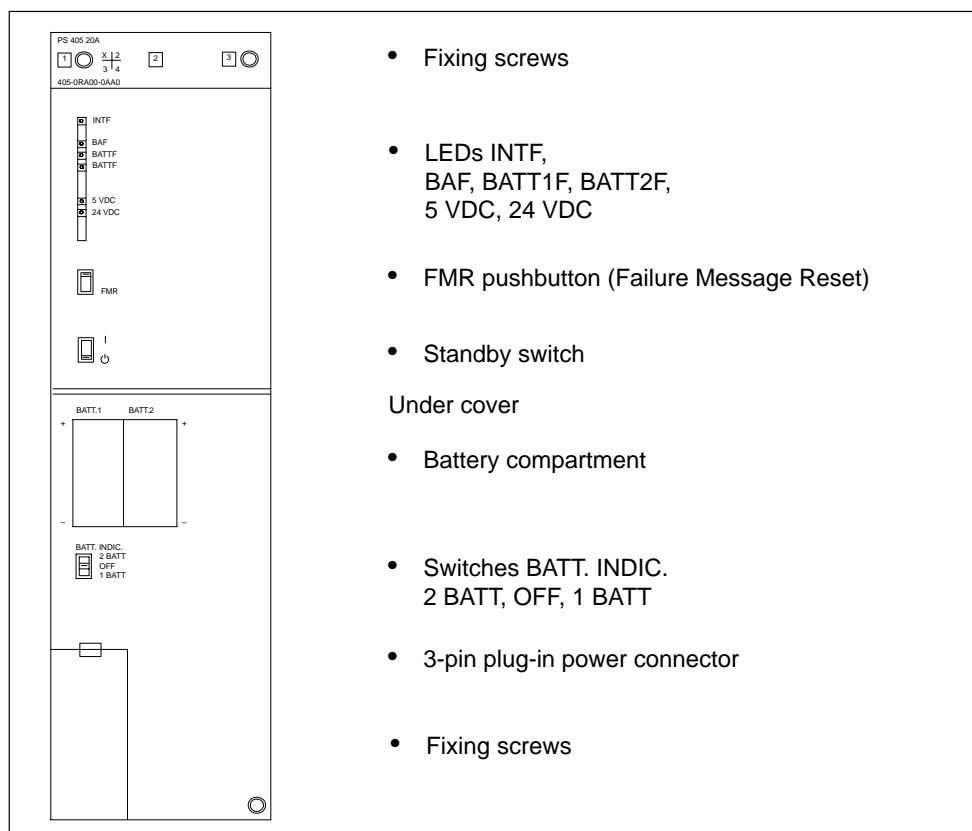 PS 405 20A
1 X 2 3 4 2 3
405-0RA00-0AA0
INTF
BAF
BATTF
BATTF
5 VDC
24 VDC
FMR
I
BATT.1 BATT.2
+ +
– –
BATT. INDIC.
2 BATT
OFF
1 BATT
• Fixing screws
• LEDs INTF,
BAF, BATT1F, BATT2F,
5 VDC, 24 VDC
• FMR pushbutton (Failure Message Reset)
• Standby switch
Under cover
• Battery compartment
• Switches BATT. INDIC.
2 BATT, OFF, 1 BATT
• 3-pin plug-in power connector
• Fixing screws